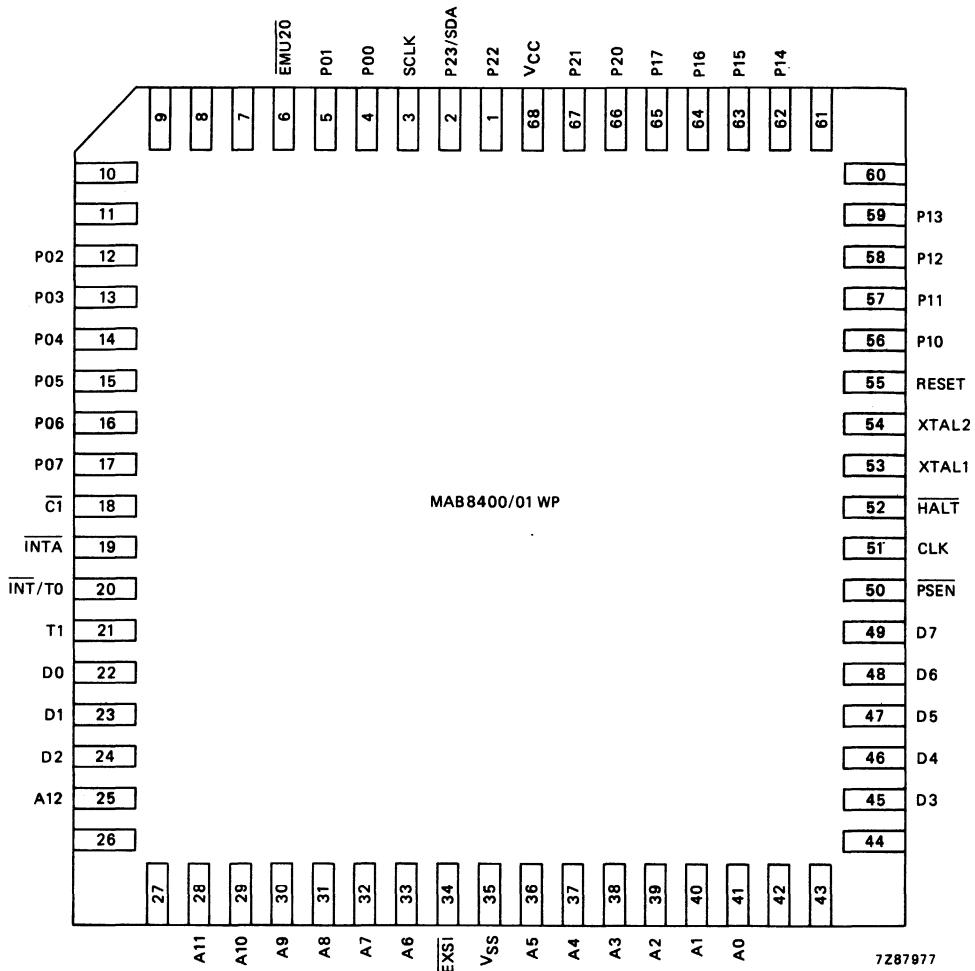 EMU20 P01 P00 SCLK P23/SDA P22 VCC P21 P20 P17 P16 P15 P14
9 8 7 6 5 4 3 2 1 68 67 66 65 64 63 62 61
10 60
11 59 P13
P02 12 58 P12
P03 13 57 P11
P04 14 56 P10
P05 15 55 RESET
P06 16 54 XTAL2
P07 17 53 XTAL1
C1 18 MAB8400/01 WP 52 HALT
INTA 19 51 CLK
INT/T0 20 50 PSEN
T1 21 49 D7
D0 22 48 D6
D1 23 47 D5
D2 24 46 D4
A12 25 45 D3
26 44
27 28 29 30 31 32 33 34 35 36 37 38 39 40 41 42 43
A11 A10 A9 A8 A7 A6 EXSI VSS A5 A4 A3 A2 A1 A0
7Z87977